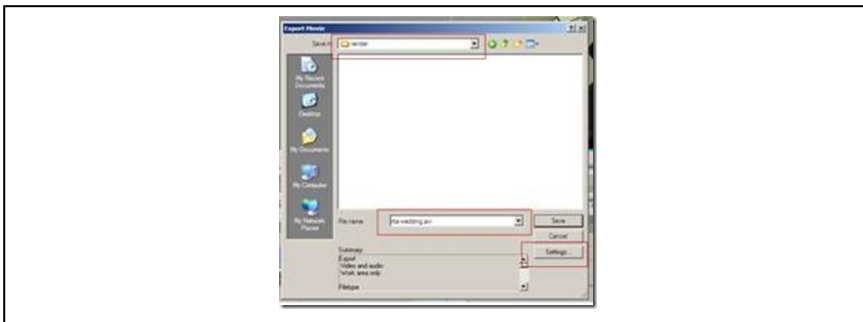 Export Movie
Save in
render
My Recent
Documents
Desktop
My Documents
My Computer
My Network
Places
File name
Save
Cancel
Settings...
Summary
Export
Video and audio
Work area only
Filetype